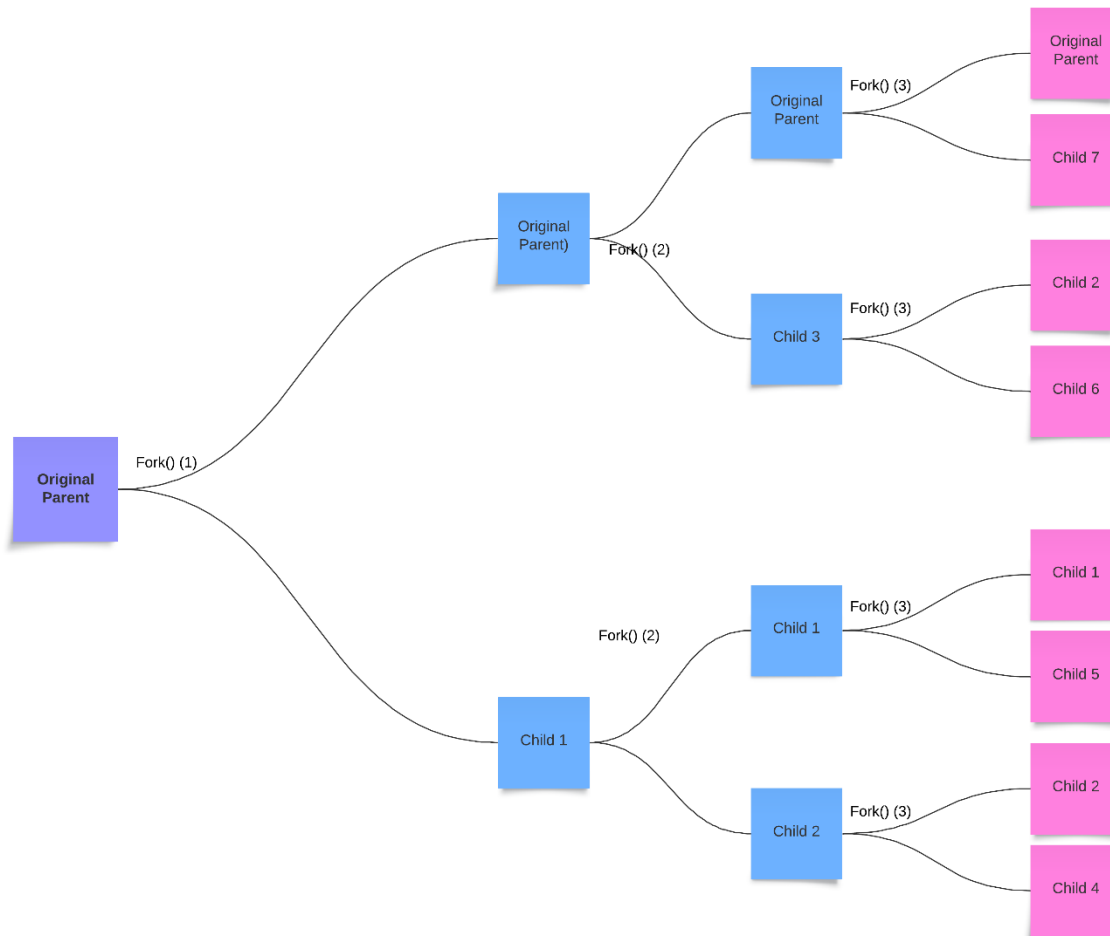 Original
Parent
Fork() (3)
Original
Parent
Child 7
Original
Parent)
Fork() (2)
Child 2
Fork() (3)
Child 3
Child 6
Fork() (1)
Original
Parent
Child 1
Fork() (3)
Child 1
Fork() (2)
Child 5
Child 1
Child 2
Fork() (3)
Child 2
Child 4